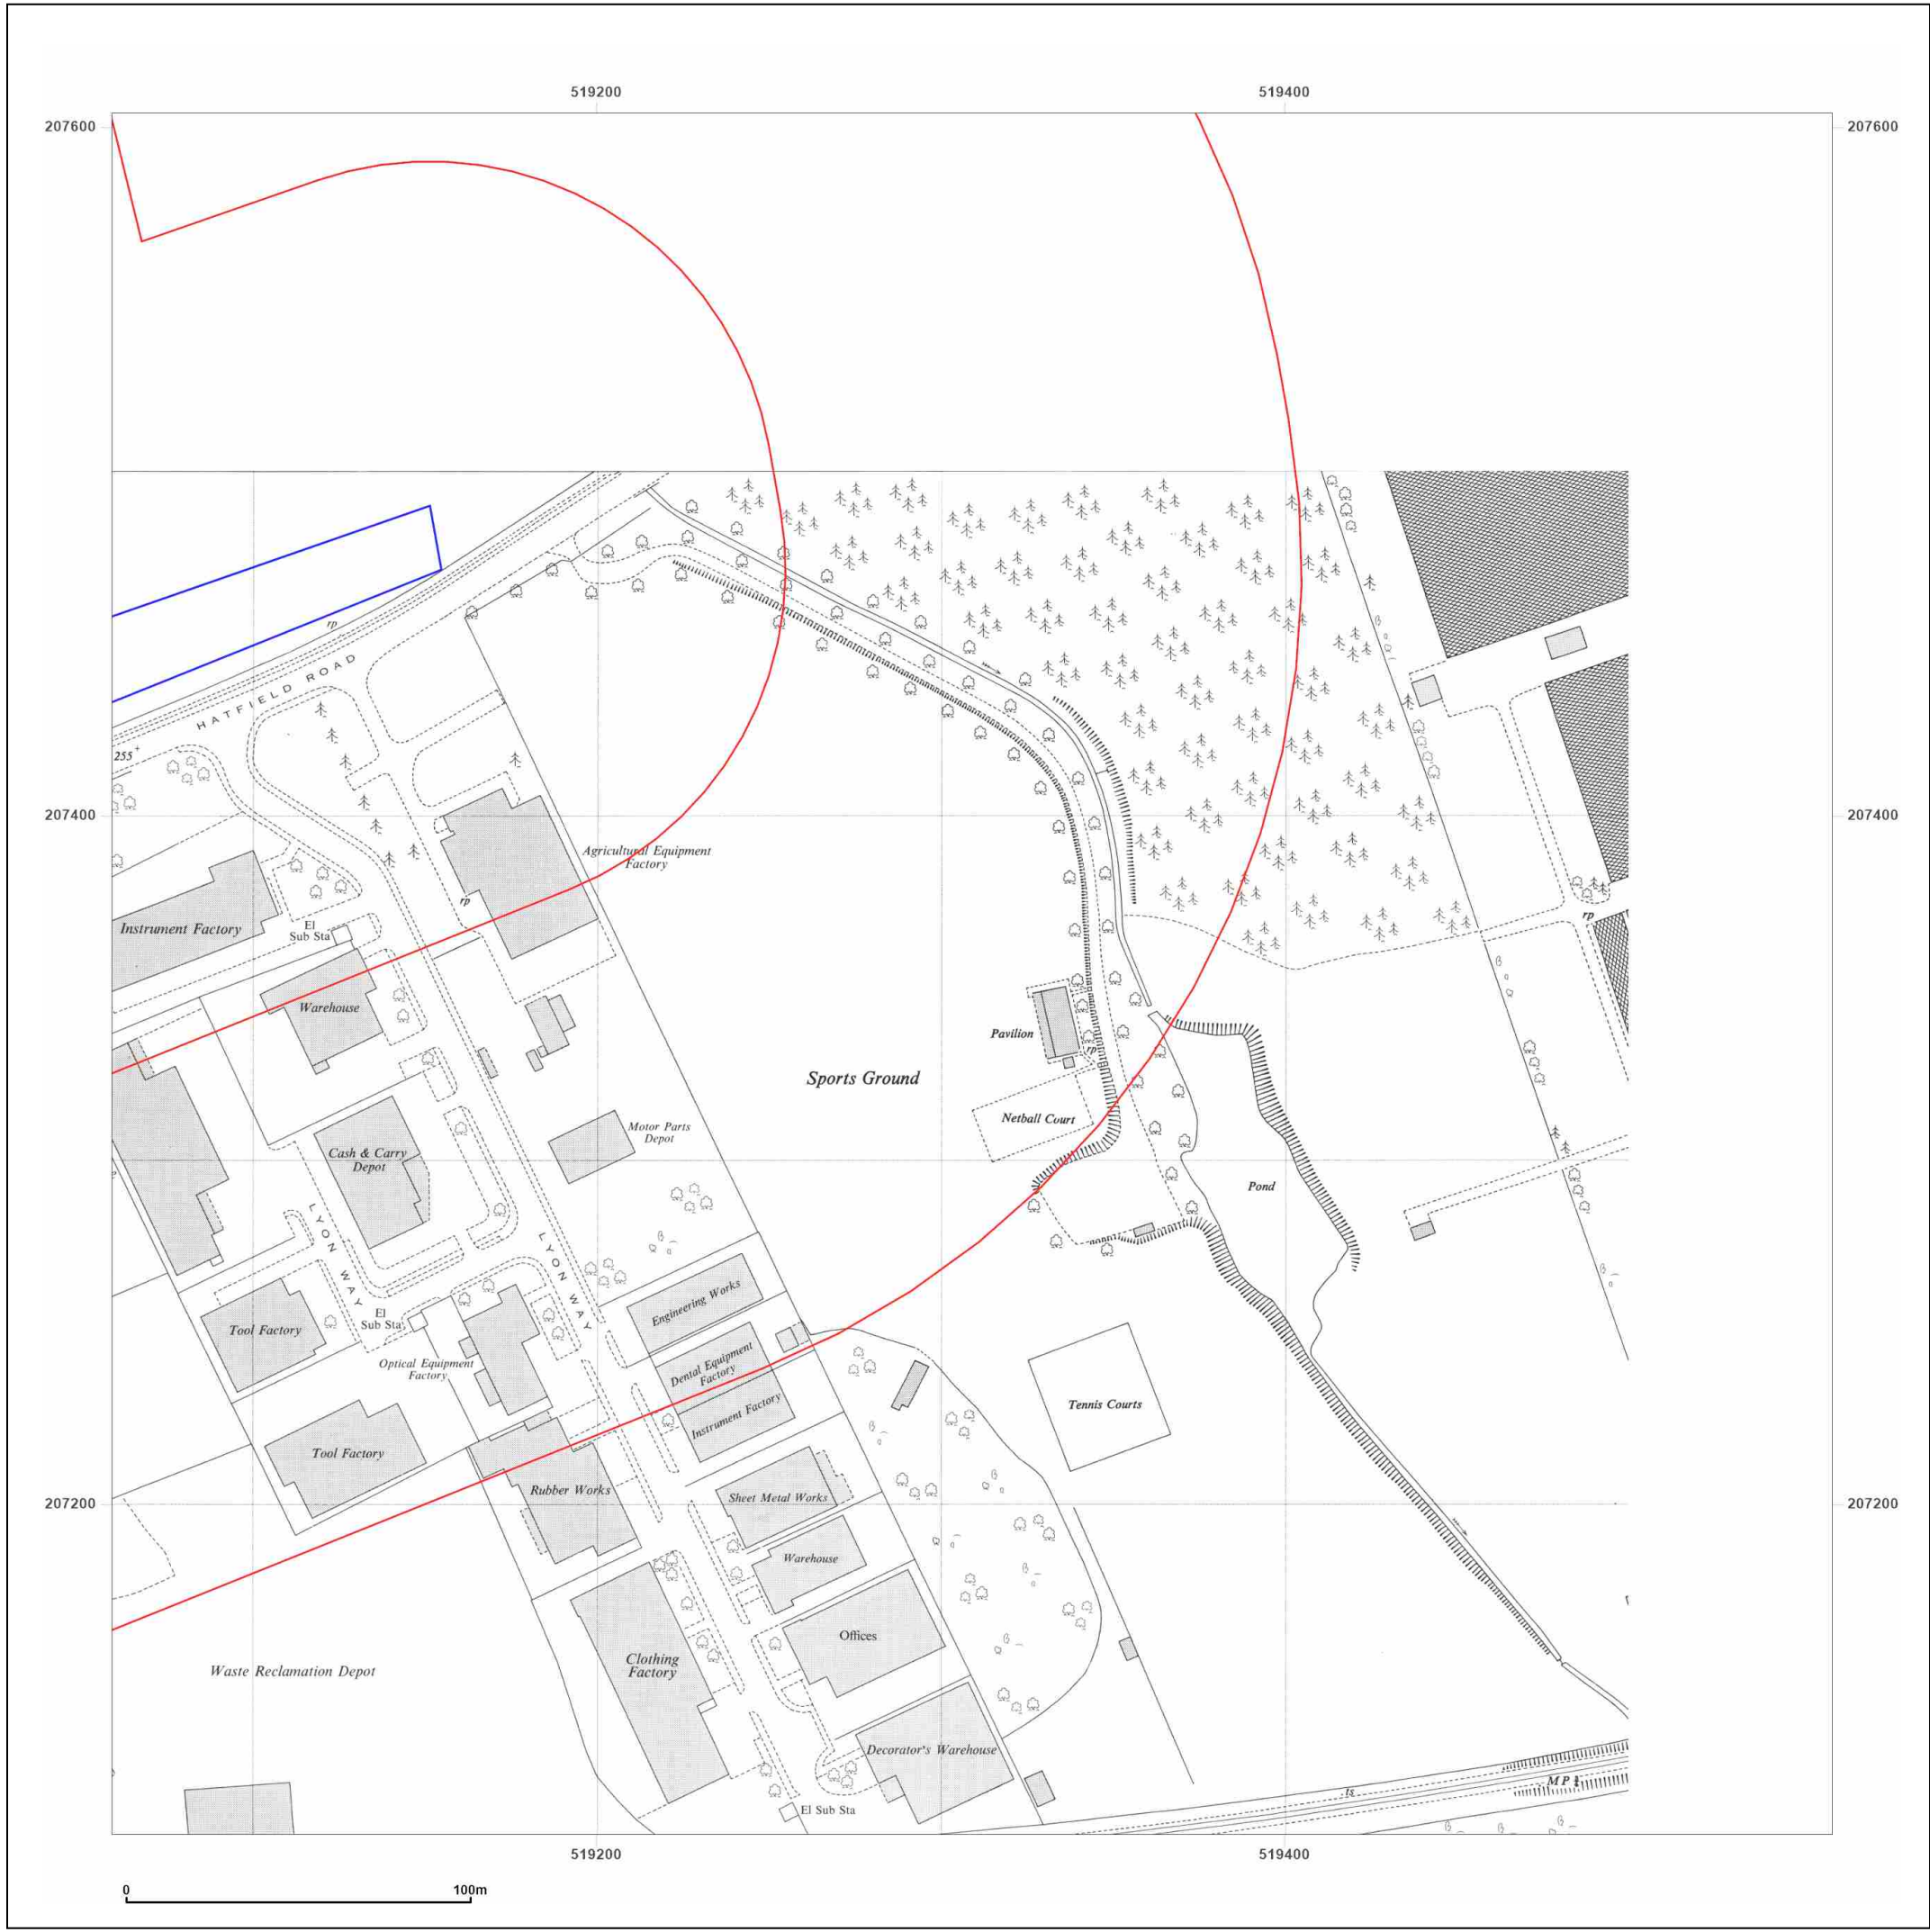 519200
519400
207600
207600
rp
HATFIELD ROAD
255
207400
207400
Agricultural Equipment
Factory
rp
rp
Instrument Factory
El
Sub Sta
Warehouse
Pavilion
rp
Sports Ground
Netball Court
Motor Parts
Depot
Cash & Carry
Depot
Pond
LYON WAY
LYON WAY
Engineering Works
El
Sub Sta
Tool Factory
Dental Equipment
Factory
Optical Equipment
Factory
Instrument Factory
Tennis Courts
Tool Factory
Rubber Works
Sheet Metal Works
207200
207200
Warehouse
Offices
Clothing
Factory
Waste Reclamation Depot
Decorator's Warehouse
MP
ts
El Sub Sta
519200
519400
0
100m